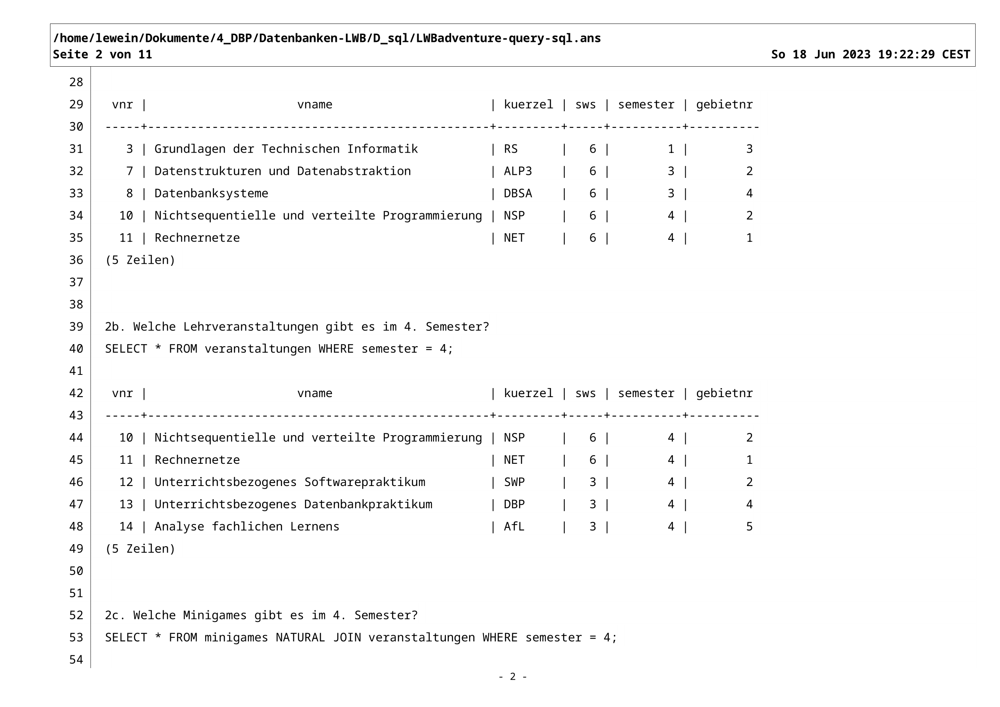 /home/lewein/Dokumente/4_DBP/Datenbanken-LWB/D_sql/LWBadventure-query-sql.ans
Seite 2 von 11 So 18 Jun 2023 19:22:29 CEST
28
29  vnr |                     vname                      | kuerzel | sws | semester | gebietnr
30 -----+------------------------------------------------+---------+-----+----------+----------
31    3 | Grundlagen der Technischen Informatik          | RS      |   6 |        1 |        3
32    7 | Datenstrukturen und Datenabstraktion           | ALP3    |   6 |        3 |        2
33    8 | Datenbanksysteme                               | DBSA    |   6 |        3 |        4
34   10 | Nichtsequentielle und verteilte Programmierung | NSP     |   6 |        4 |        2
35   11 | Rechnernetze                                   | NET     |   6 |        4 |        1
36 (5 Zeilen)
37
38
39 2b. Welche Lehrveranstaltungen gibt es im 4. Semester?
40 SELECT * FROM veranstaltungen WHERE semester = 4;
41
42  vnr |                     vname                      | kuerzel | sws | semester | gebietnr
43 -----+------------------------------------------------+---------+-----+----------+----------
44   10 | Nichtsequentielle und verteilte Programmierung | NSP     |   6 |        4 |        2
45   11 | Rechnernetze                                   | NET     |   6 |        4 |        1
46   12 | Unterrichtsbezogenes Softwarepraktikum         | SWP     |   3 |        4 |        2
47   13 | Unterrichtsbezogenes Datenbankpraktikum        | DBP     |   3 |        4 |        4
48   14 | Analyse fachlichen Lernens                     | AfL     |   3 |        4 |        5
49 (5 Zeilen)
50
51
52 2c. Welche Minigames gibt es im 4. Semester?
53 SELECT * FROM minigames NATURAL JOIN veranstaltungen WHERE semester = 4;
54
- 2 -